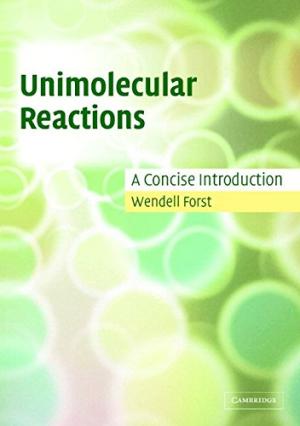 Unimolecular
Reactions
A Concise Introduction
Wendell Forst
CAMBRIDGE